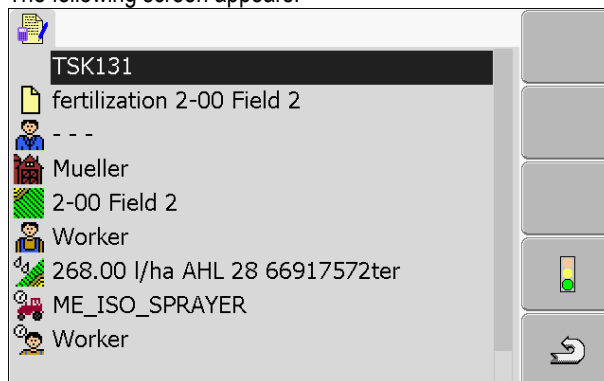 The following screen appears:
TSK131
fertilization 2-00 Field 2
- - -
Mueller
2-00 Field 2
Worker
268.00 l/ha AHL 28 66917572ter
ME_ISO_SPRAYER
Worker